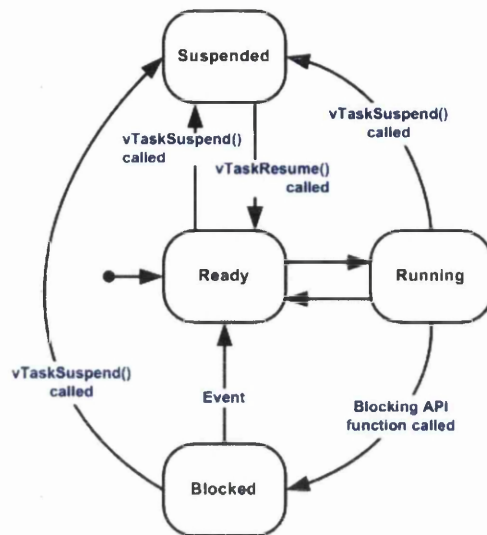 Suspended
vTaskSuspend()
called
vTaskSuspend()
called
vTaskResume()
called
Ready
Running
vTaskSuspend()
called
Event
Blocking API
function called
Blocked